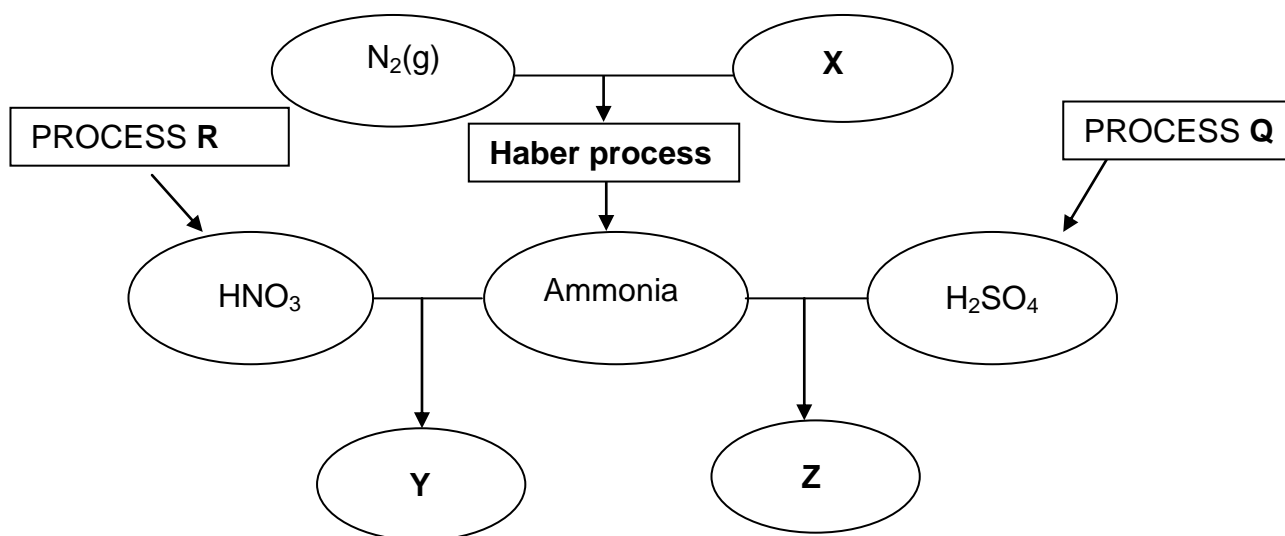 N₂(g)
X
PROCESS R
Haber process
PROCESS Q
HNO₃
Ammonia
H₂SO₄
Y
Z